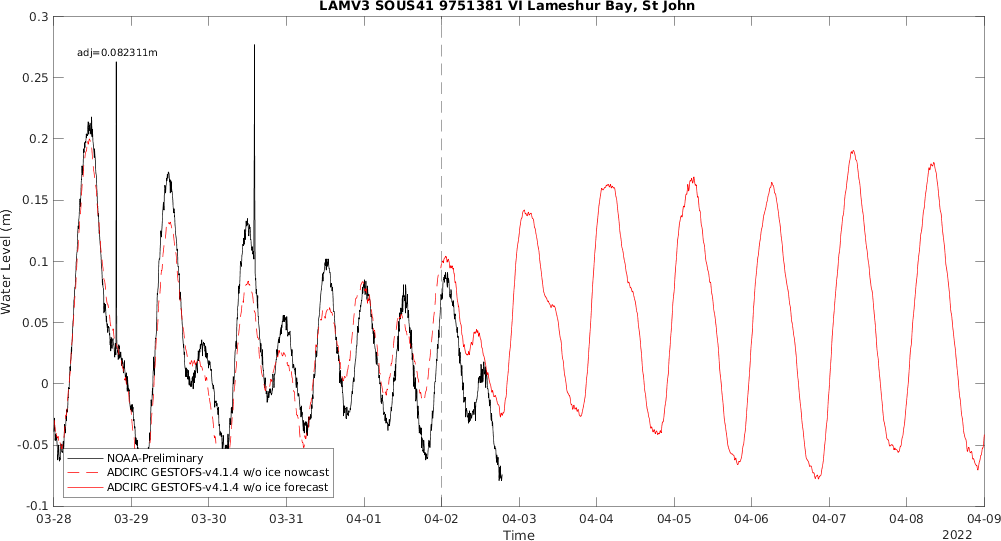 LAMV3 SOUS41 9751381 VI Lameshur Bay, St John
0.3
adj=0.082311m
0.25
0.2
0.15
0.1
0.05
0
-0.05
-0.1
Water Level (m)
NOAA-Preliminary
ADCIRC GESTOFS-v4.1.4 w/o ice nowcast
ADCIRC GESTOFS-v4.1.4 w/o ice forecast
03-28 03-29 03-30 03-31 04-01 04-02 04-03 04-04 04-05 04-06 04-07 04-08 04-09
Time
2022